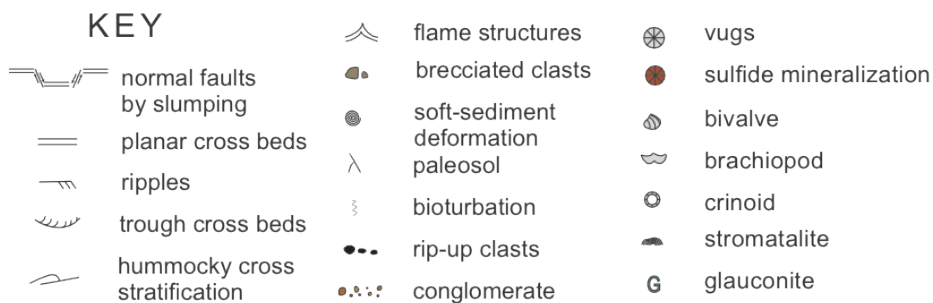 KEY
normal faults
by slumping
planar cross beds
ripples
trough cross beds
hummocky cross
stratification
flame structures
brecciated clasts
soft-sediment
deformation
paleosol
bioturbation
rip-up clasts
conglomerate
vugs
sulfide mineralization
bivalve
brachiopod
crinoid
stromatalite
G glauconite